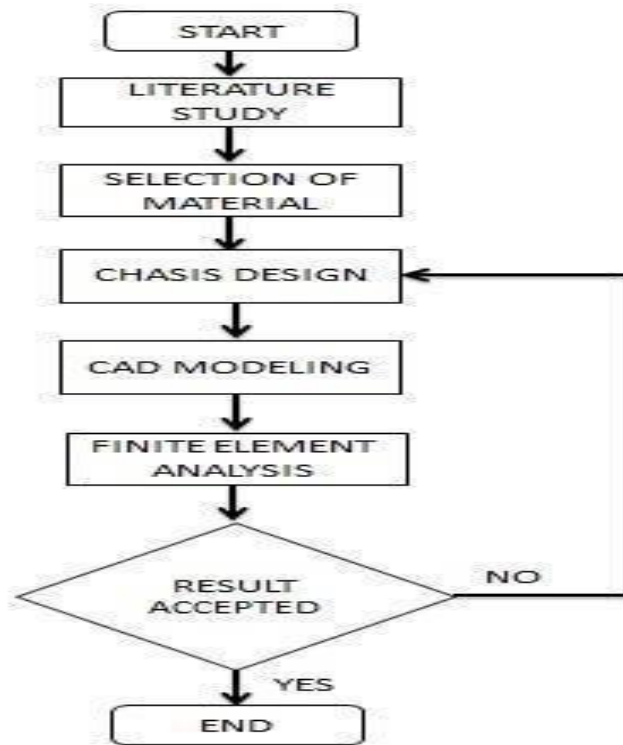 START
LITERATURE
STUDY
SELECTION OF
MATERIAL
CHASIS DESIGN
CAD MODELING
FINITE ELEMENT
ANALYSIS
RESULT
ACCEPTED
NO
YES
END